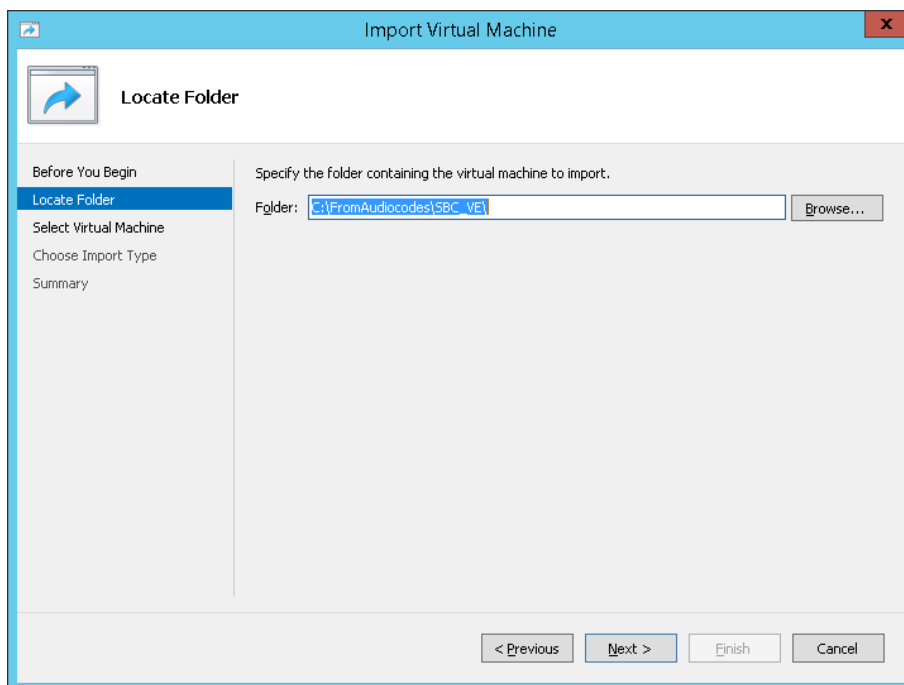 Import Virtual Machine
x
Locate Folder
Before You Begin
Locate Folder
Select Virtual Machine
Choose Import Type
Summary
Specify the folder containing the virtual machine to import.
Folder: C:\FromAudiocodes\SBC_VE\ Browse...
< Previous Next > Finish Cancel